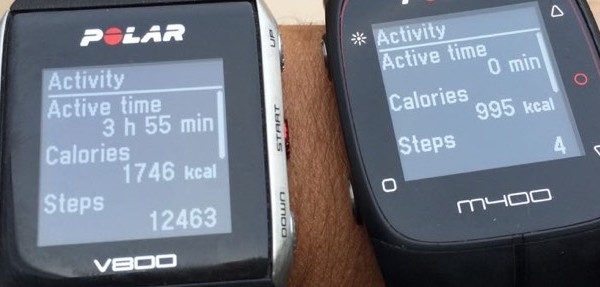 POLAR
Activity
Active time
3 h 55 min
Calories
1746 kcal
Steps
12463
V800
UP
START
DOWN
Activity
Active time
0 min
Calories
995 kcal
Steps
4
M400